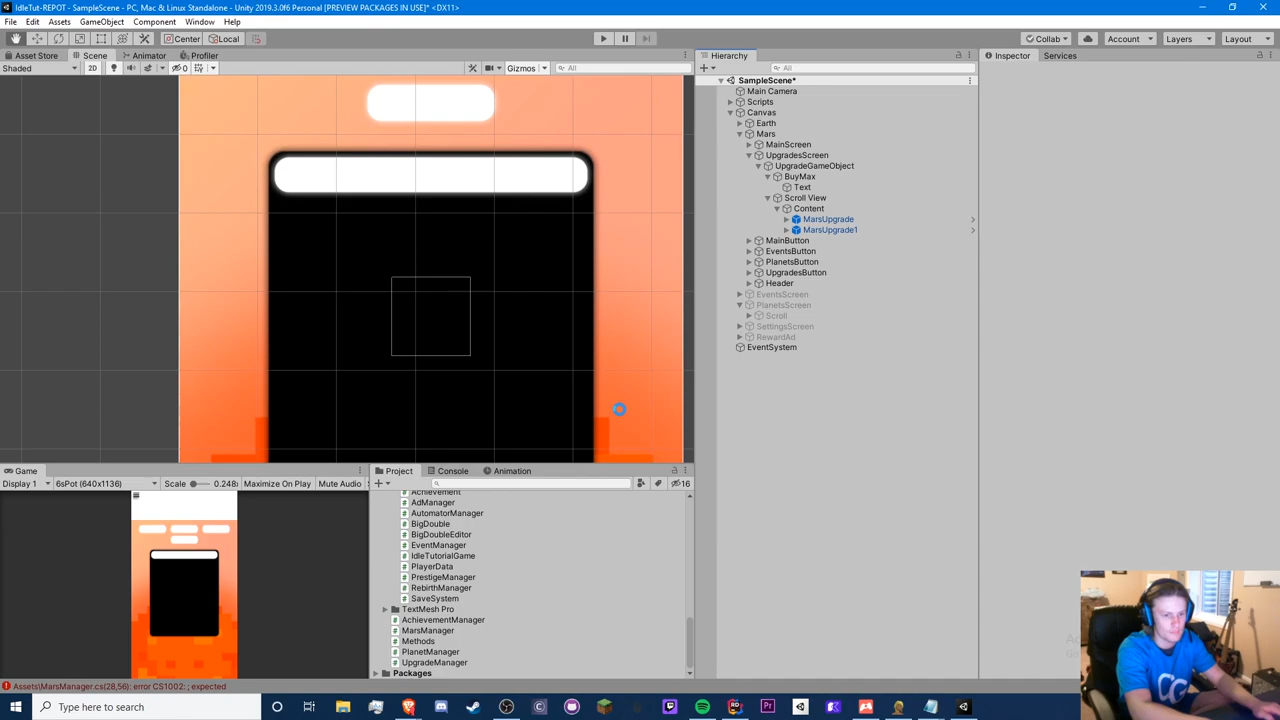 IdleTut-REPOT - SampleScene - PC, Mac & Linux Standalone - Unity 2019.3.0f6 Personal [PREVIEW PACKAGES IN USE]* <DX11>
File Edit Assets GameObject Component Window Help
Center Local Collab Account Layers Layout
Asset Store Scene Animator Profiler Hierarchy Inspector Services
Shaded 2D 0 Gizmos All All
SampleScene*
Main Camera
Scripts
Canvas
Earth
Mars
MainScreen
UpgradesScreen
UpgradeGameObject
BuyMax
Text
Scroll View
Content
MarsUpgrade
MarsUpgrade1
MainButton
EventsButton
PlanetsButton
UpgradesButton
Header
EventsScreen
PlanetsScreen
Scroll
SettingsScreen
RewardAd
EventSystem
Game Project Console Animation
Display 1 6sPot (640x1136) Scale 0.248x Maximize On Play Mute Audio 16
Achievement
AdManager
AutomatorManager
BigDouble
BigDoubleEditor
EventManager
IdleTutorialGame
PlayerData
PrestigeManager
RebirthManager
SaveSystem
TextMesh Pro
AchievementManager
MarsManager
Methods
PlanetManager
UpgradeManager
Packages
Assets\MarsManager.cs(28,56): error CS1002: ; expected
Type here to search